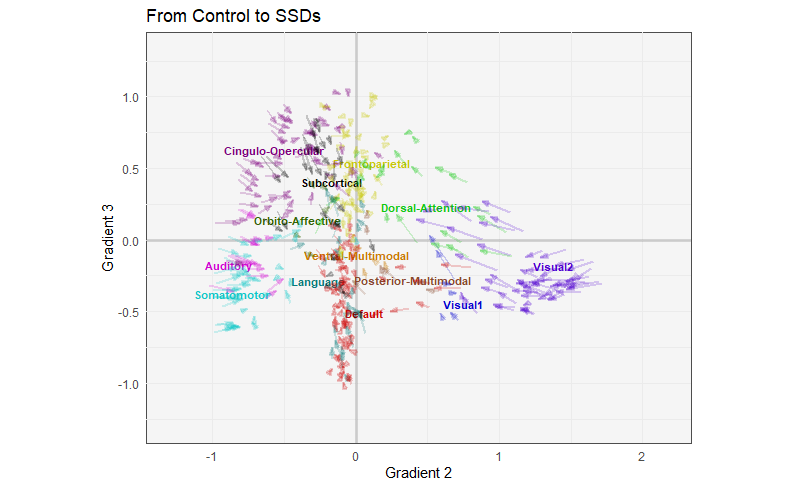 From Control to SSDs
1.0
Cingulo-Opercular
Frontoparietal
0.5
Subcortical
Dorsal-Attention
Orbito-Affective
0.0
Ventral-Multimodal
Auditory
Visual2
Language
Posterior-Multimodal
Somatomotor
Visual1
-0.5
Default
-1.0
Gradient 3
-1
0
1
2
Gradient 2